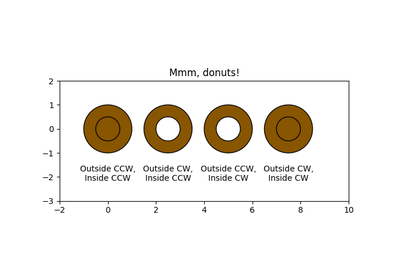 Mmm, donuts!
2
1
0
−1
−2
−3
Outside CCW,
Inside CCW
Outside CW,
Inside CCW
Outside CCW,
Inside CW
Outside CW,
Inside CW
−2
0
2
4
6
8
10